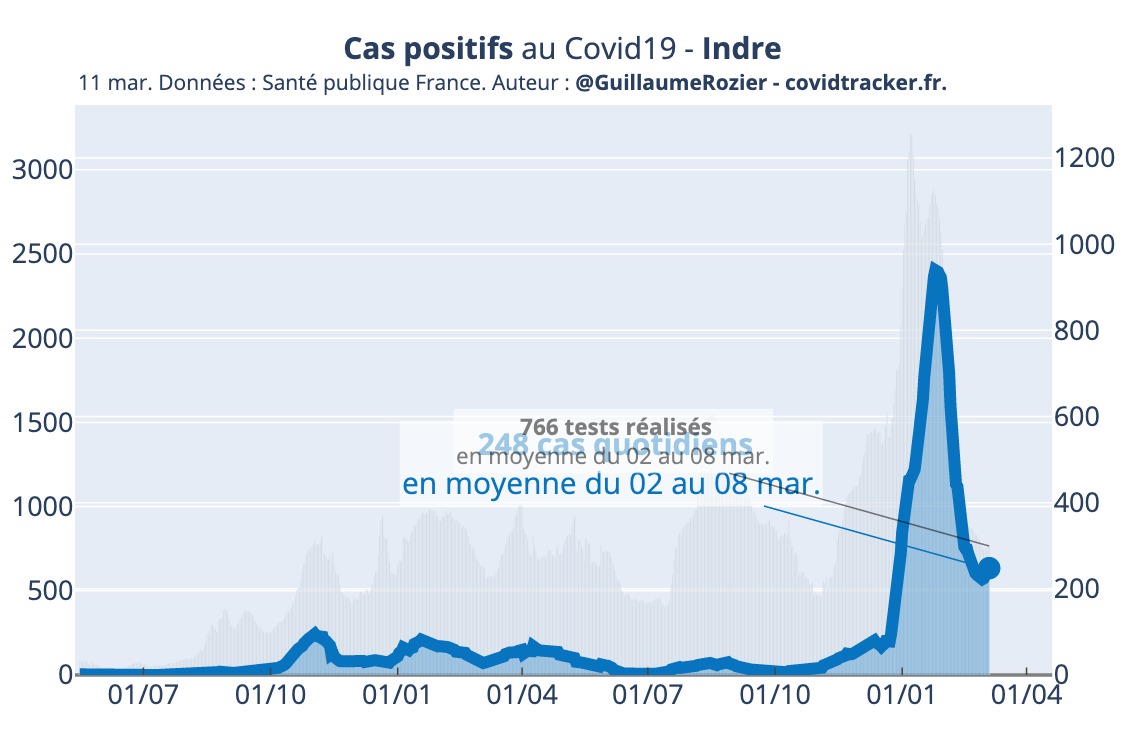 Cas positifs au Covid19 - Indre
11 mar. Données : Santé publique France. Auteur : @GuillaumeRozier - covidtracker.fr.
3000
2500
2000
1500
1000
500
0
1200
1000
800
600
400
200
0
766 tests réalisés
248 cas quotidiens
en moyenne du 02 au 08 mar.
en moyenne du 02 au 08 mar.
01/07 01/10 01/01 01/04 01/07 01/10 01/01 01/04